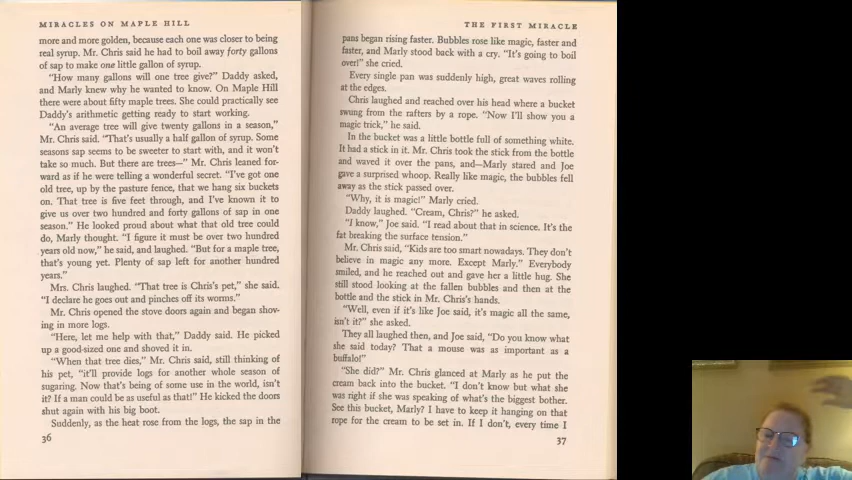 MIRACLES ON MAPLE HILL
more and more golden, because each one was closer to being
real syrup. Mr. Chris said he had to boil away forty gallons
of sap to make one little gallon of syrup.
"How many gallons will one tree give?" Daddy asked,
and Marly knew why he wanted to know. On Maple Hill
there were about fifty maple trees. She could practically see
Daddy's arithmetic getting ready to start working.
"An average tree will give twenty gallons in a season,"
Mr. Chris said. "That's usually a half gallon of syrup. Some
seasons sap seems to be sweeter to start with, and it won't
take so much. But there are trees—" Mr. Chris leaned for-
ward as if he were telling a wonderful secret. "I've got one
old tree, up by the pasture fence, that we hang six buckets
on. That tree is five feet through, and I've known it to
give us over two hundred and forty gallons of sap in one
season." He looked proud about what that old tree could
do, Marly thought. "I figure it must be over two hundred
years old now," he said, and laughed. "But for a maple tree,
that's young yet. Plenty of sap left for another hundred
years."
Mrs. Chris laughed. "That tree is Chris's pet," she said.
"I declare he goes out and pinches off its worms."
Mr. Chris opened the stove doors again and began shov-
ing in more logs.
"Here, let me help with that," Daddy said. He picked
up a good-sized one and shoved it in.
"When that tree dies," Mr. Chris said, still thinking of
his pet, "it'll provide logs for another whole season of
sugaring. Now that's being of some use in the world, isn't
it? If a man could be as useful as that!" He kicked the doors
shut again with his big boot.
Suddenly, as the heat rose from the logs, the sap in the
36
THE FIRST MIRACLE
pans began rising faster. Bubbles rose like magic, faster and
faster, and Marly stood back with a cry. "It's going to boil
over!" she cried.
Every single pan was suddenly high, great waves rolling
at the edges.
Chris laughed and reached over his head where a bucket
swung from the rafters by a rope. "Now I'll show you a
magic trick," he said.
In the bucket was a little bottle full of something white.
It had a stick in it. Mr. Chris took the stick from the bottle
and waved it over the pans, and—Marly stared and Joe
gave a surprised whoop. Really like magic, the bubbles fell
away as the stick passed over.
"Why, it is magic!" Marly cried.
Daddy laughed. "Cream, Chris?" he asked.
"I know," Joe said. "I read about that in science. It's the
fat breaking the surface tension."
Mr. Chris said, "Kids are too smart nowadays. They don't
believe in magic any more. Except Marly." Everybody
smiled, and he reached out and gave her a little hug. She
still stood looking at the fallen bubbles and then at the
bottle and the stick in Mr. Chris's hands.
"Well, even if it's like Joe said, it's magic all the same,
isn't it?" she asked.
They all laughed then, and Joe said, "Do you know what
she said today? That a mouse was as important as a
buffalo!"
"She did?" Mr. Chris glanced at Marly as he put the
cream back into the bucket. "I don't know but what she
was right if she was speaking of what's the biggest bother.
See this bucket, Marly? I have to keep it hanging on that
rope for the cream to be set in. If I don't, every time I
37